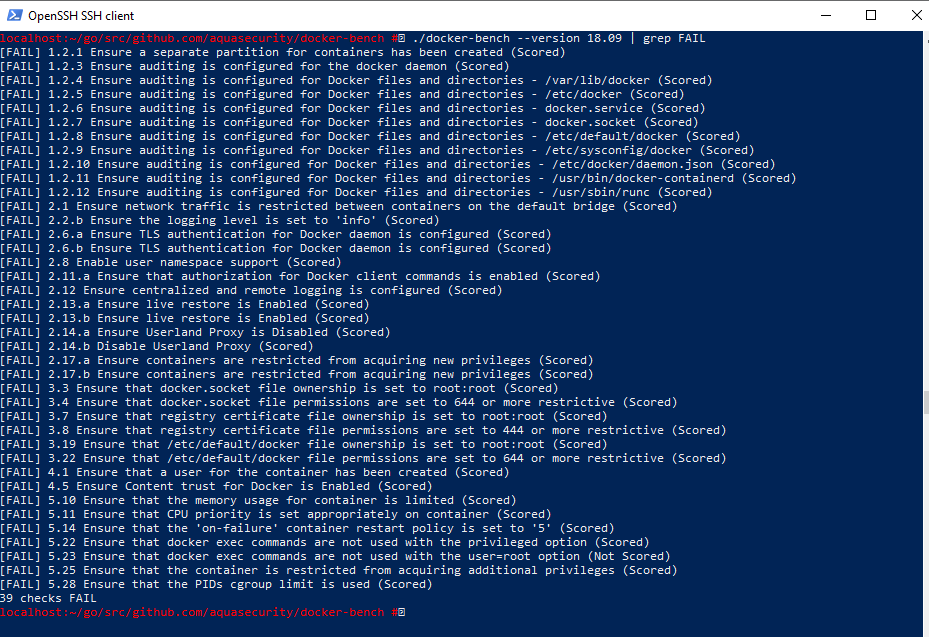 OpenSSH SSH client
localhost:~/go/src/github.com/aquasecurity/docker-bench # ./docker-bench --version 18.09 | grep FAIL
[FAIL] 1.2.1 Ensure a separate partition for containers has been created (Scored)
[FAIL] 1.2.3 Ensure auditing is configured for the docker daemon (Scored)
[FAIL] 1.2.4 Ensure auditing is configured for Docker files and directories - /var/lib/docker (Scored)
[FAIL] 1.2.5 Ensure auditing is configured for Docker files and directories - /etc/docker (Scored)
[FAIL] 1.2.6 Ensure auditing is configured for Docker files and directories - docker.service (Scored)
[FAIL] 1.2.7 Ensure auditing is configured for Docker files and directories - docker.socket (Scored)
[FAIL] 1.2.8 Ensure auditing is configured for Docker files and directories - /etc/default/docker (Scored)
[FAIL] 1.2.9 Ensure auditing is configured for Docker files and directories - /etc/sysconfig/docker (Scored)
[FAIL] 1.2.10 Ensure auditing is configured for Docker files and directories - /etc/docker/daemon.json (Scored)
[FAIL] 1.2.11 Ensure auditing is configured for Docker files and directories - /usr/bin/docker-containerd (Scored)
[FAIL] 1.2.12 Ensure auditing is configured for Docker files and directories - /usr/sbin/runc (Scored)
[FAIL] 2.1 Ensure network traffic is restricted between containers on the default bridge (Scored)
[FAIL] 2.2.b Ensure the logging level is set to 'info' (Scored)
[FAIL] 2.6.a Ensure TLS authentication for Docker daemon is configured (Scored)
[FAIL] 2.6.b Ensure TLS authentication for Docker daemon is configured (Scored)
[FAIL] 2.8 Enable user namespace support (Scored)
[FAIL] 2.11.a Ensure that authorization for Docker client commands is enabled (Scored)
[FAIL] 2.12 Ensure centralized and remote logging is configured (Scored)
[FAIL] 2.13.a Ensure live restore is Enabled (Scored)
[FAIL] 2.13.b Ensure live restore is Enabled (Scored)
[FAIL] 2.14.a Ensure Userland Proxy is Disabled (Scored)
[FAIL] 2.14.b Disable Userland Proxy (Scored)
[FAIL] 2.17.a Ensure containers are restricted from acquiring new privileges (Scored)
[FAIL] 2.17.b Ensure containers are restricted from acquiring new privileges (Scored)
[FAIL] 3.3 Ensure that docker.socket file ownership is set to root:root (Scored)
[FAIL] 3.4 Ensure that docker.socket file permissions are set to 644 or more restrictive (Scored)
[FAIL] 3.7 Ensure that registry certificate file ownership is set to root:root (Scored)
[FAIL] 3.8 Ensure that registry certificate file permissions are set to 444 or more restrictive (Scored)
[FAIL] 3.19 Ensure that /etc/default/docker file ownership is set to root:root (Scored)
[FAIL] 3.22 Ensure that /etc/default/docker file permissions are set to 644 or more restrictive (Scored)
[FAIL] 4.1 Ensure that a user for the container has been created (Scored)
[FAIL] 4.5 Ensure Content trust for Docker is Enabled (Scored)
[FAIL] 5.10 Ensure that the memory usage for container is limited (Scored)
[FAIL] 5.11 Ensure that CPU priority is set appropriately on container (Scored)
[FAIL] 5.14 Ensure that the 'on-failure' container restart policy is set to '5' (Scored)
[FAIL] 5.22 Ensure that docker exec commands are not used with the privileged option (Scored)
[FAIL] 5.23 Ensure that docker exec commands are not used with the user=root option (Not Scored)
[FAIL] 5.25 Ensure that the container is restricted from acquiring additional privileges (Scored)
[FAIL] 5.28 Ensure that the PIDs cgroup limit is used (Scored)
39 checks FAIL
localhost:~/go/src/github.com/aquasecurity/docker-bench #